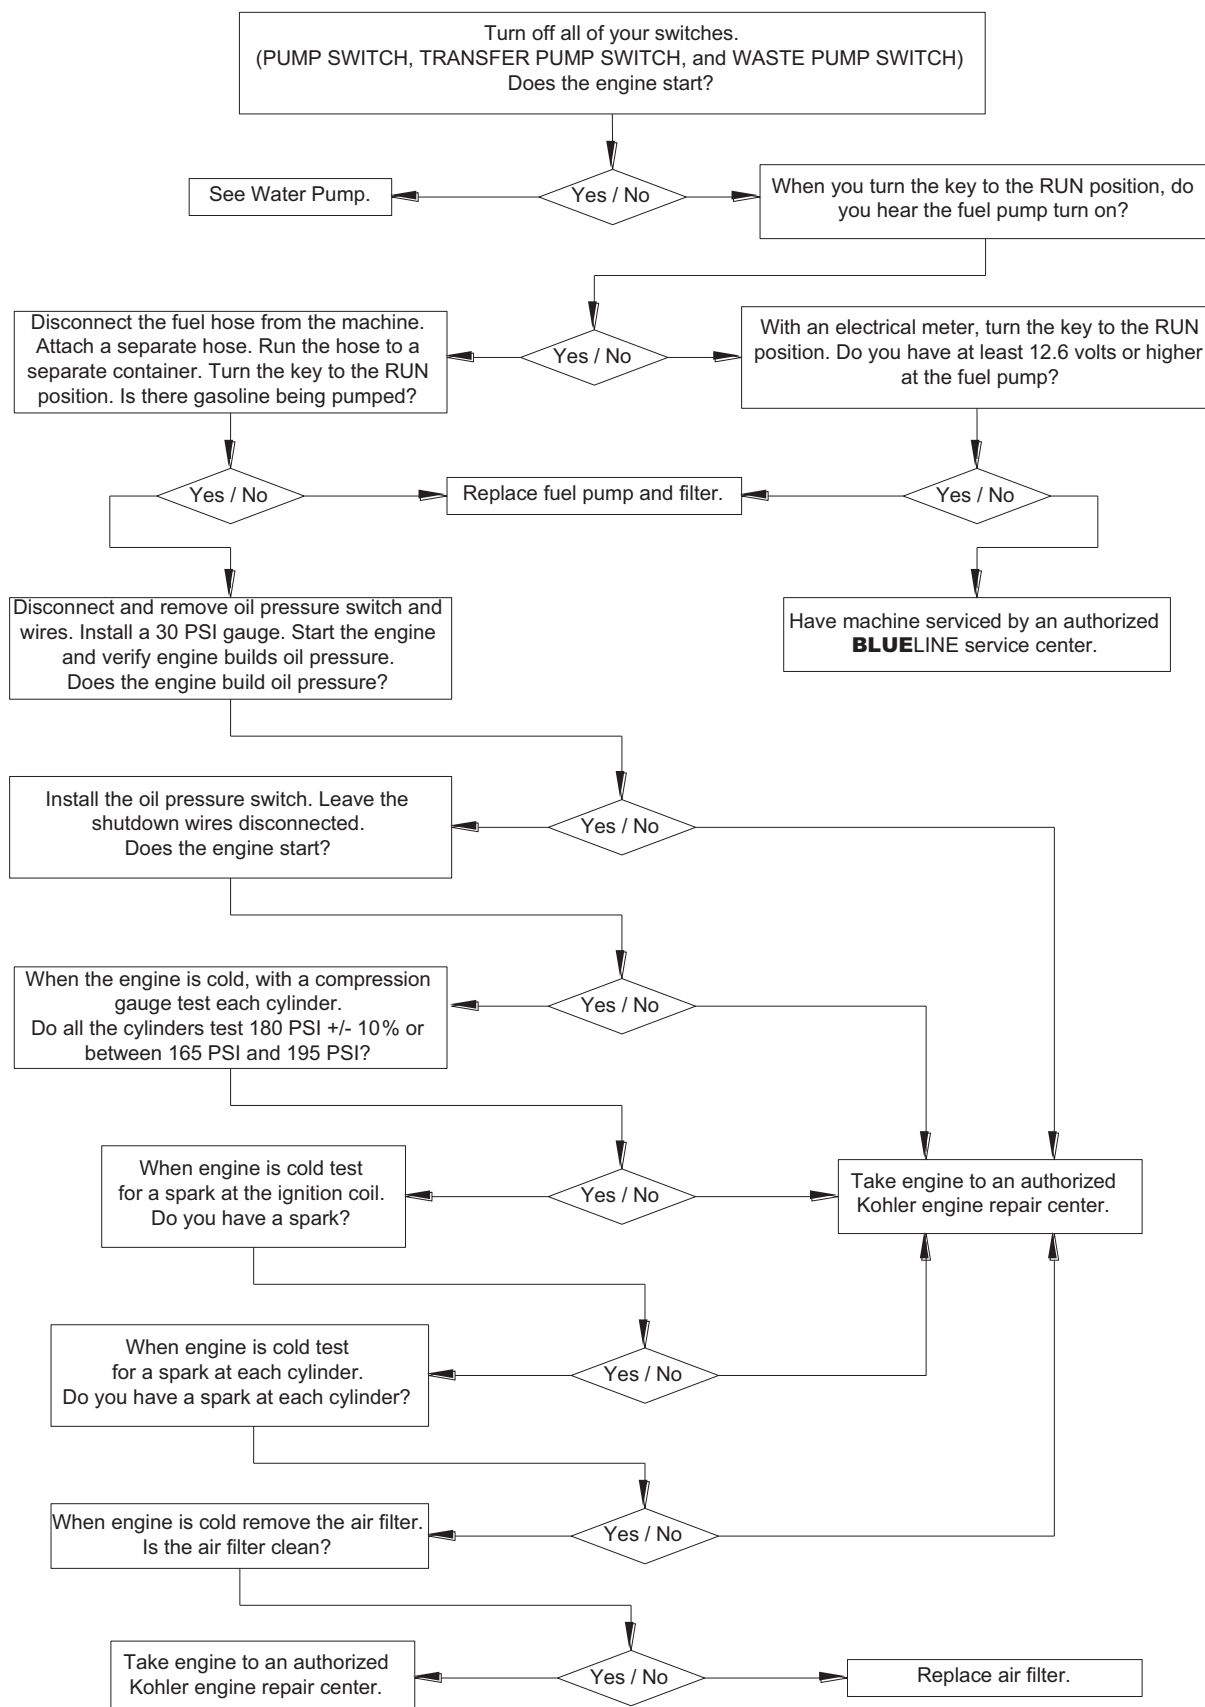 Turn off all of your switches.
(PUMP SWITCH, TRANSFER PUMP SWITCH, and WASTE PUMP SWITCH)
Does the engine start?
See Water Pump.
Yes / No
When you turn the key to the RUN position, do
you hear the fuel pump turn on?
Disconnect the fuel hose from the machine.
Attach a separate hose. Run the hose to a
separate container. Turn the key to the RUN
position. Is there gasoline being pumped?
Yes / No
With an electrical meter, turn the key to the RUN
position. Do you have at least 12.6 volts or higher
at the fuel pump?
Yes / No
Replace fuel pump and filter.
Yes / No
Disconnect and remove oil pressure switch and
wires. Install a 30 PSI gauge. Start the engine
and verify engine builds oil pressure.
Does the engine build oil pressure?
Have machine serviced by an authorized
BLUELINE service center.
Install the oil pressure switch. Leave the
shutdown wires disconnected.
Does the engine start?
Yes / No
When the engine is cold, with a compression
gauge test each cylinder.
Do all the cylinders test 180 PSI +/- 10% or
between 165 PSI and 195 PSI?
Yes / No
When engine is cold test
for a spark at the ignition coil.
Do you have a spark?
Yes / No
Take engine to an authorized
Kohler engine repair center.
When engine is cold test
for a spark at each cylinder.
Do you have a spark at each cylinder?
Yes / No
When engine is cold remove the air filter.
Is the air filter clean?
Yes / No
Take engine to an authorized
Kohler engine repair center.
Yes / No
Replace air filter.